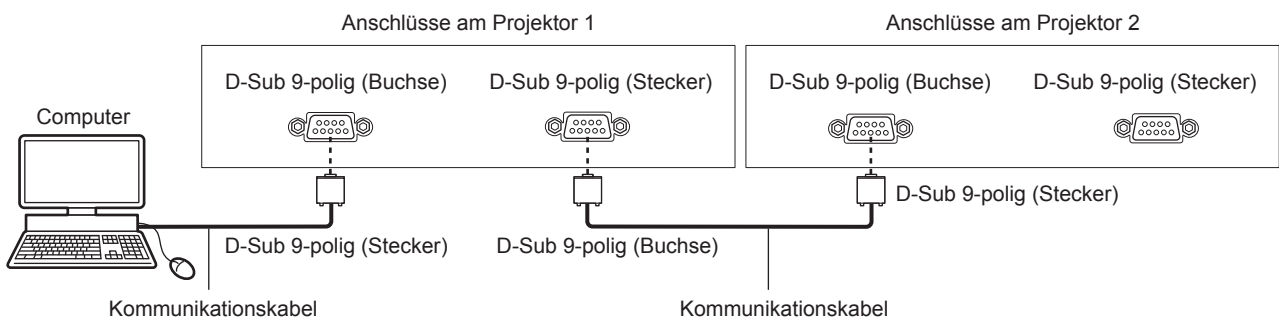 Anschlüsse am Projektor 1
Anschlüsse am Projektor 2
D-Sub 9-polig (Buchse)
D-Sub 9-polig (Stecker)
D-Sub 9-polig (Buchse)
D-Sub 9-polig (Stecker)
Computer
D-Sub 9-polig (Stecker)
D-Sub 9-polig (Stecker)
D-Sub 9-polig (Buchse)
Kommunikationskabel
Kommunikationskabel